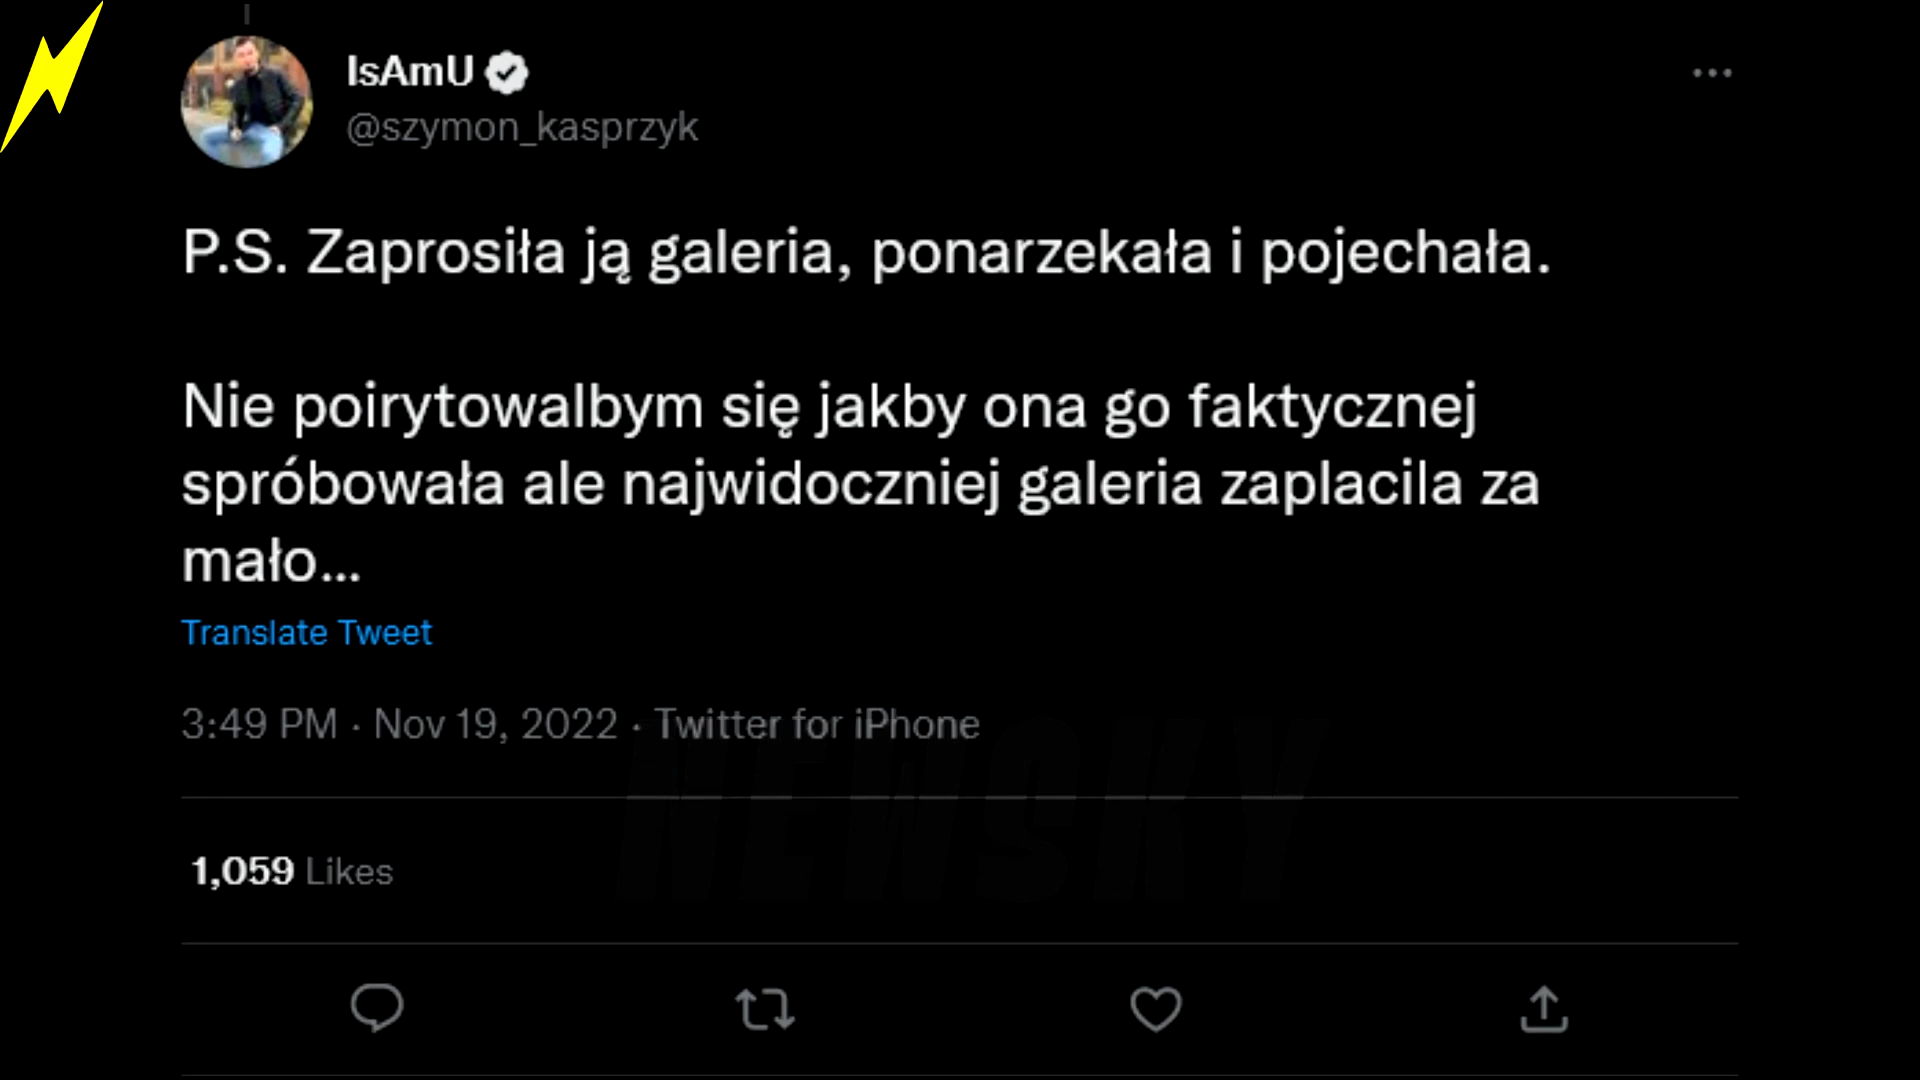 IsAmU
@szymon_kasprzyk
P.S. Zaprosiła ją galeria, ponarzekała i pojechała.
Nie poirytowalbym się jakby ona go faktycznej
spróbowała ale najwidoczniej galeria zaplacila za
mało...
Translate Tweet
3:49 PM · Nov 19, 2022 · Twitter for iPhone
NEWSKY
1,059 Likes